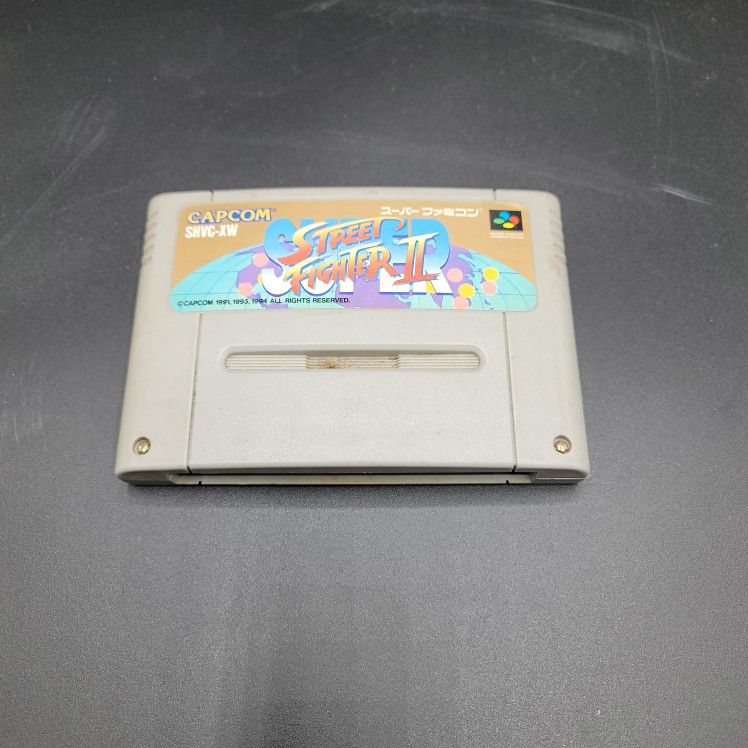 CAPCOM®
スーパーファミコン®
SHVC-XW
SUPER
STREET
FIGHTER II
©CAPCOM 1991, 1993, 1994 ALL RIGHTS RESERVED.